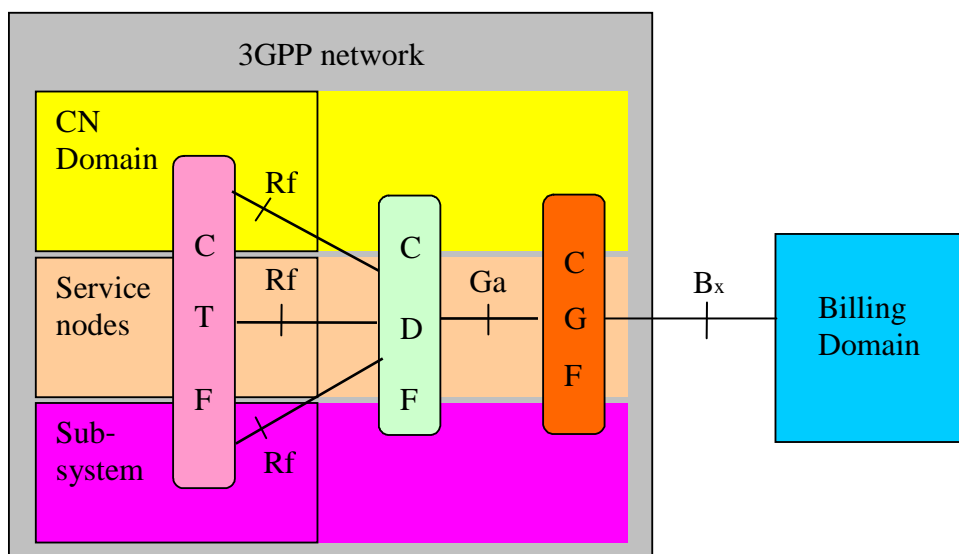 3GPP network
CN
Domain
Rf
C
T
F
Service
nodes
Rf
Sub-
system
Rf
C
D
F
Ga
C
G
F
Bx
Billing
Domain